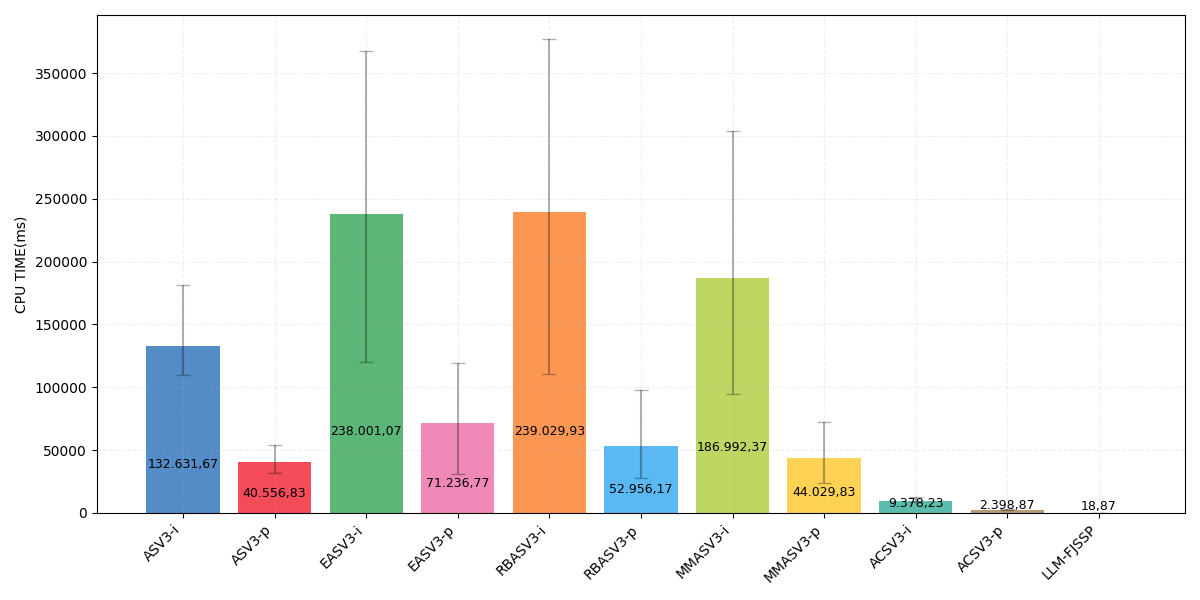 CPU TIME(ms)
350000
300000
250000
200000
150000
100000
50000
0
132.631,67
40.556,83
238.001,07
71.236,77
239.029,93
52.956,17
186.992,37
44.029,83
9.378,23
2.398,87
18,87
ASV3-i
ASV3-p
EASV3-i
EASV3-p
RBASV3-i
RBASV3-p
MMASV3-i
MMASV3-p
ACSV3-i
ACSV3-p
LLM-FJSSP